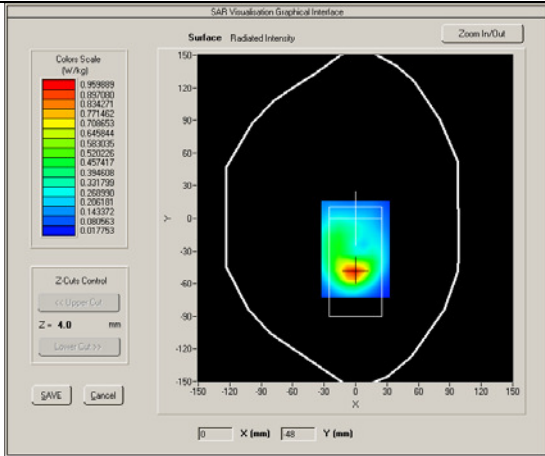 SAR Visualisation Graphical Interface
Surface Radiated Intensity
Zoom In/Out
Colors Scale
(W/kg)
0.959889
0.897080
0.834271
0.771462
0.708653
0.645844
0.583035
0.520226
0.457417
0.394608
0.331799
0.268990
0.206181
0.143372
0.080563
0.017753
Z-Cuts Control
<< Upper Cut
Z = 4.0 mm
Lower Cut >>
SAVE Cancel
150
120
90
60
30
0
-30
-60
-90
-120
-150
Y
-150 -120 -90 -60 -30 0 30 60 90 120 150
X
0 X (mm) -48 Y (mm)